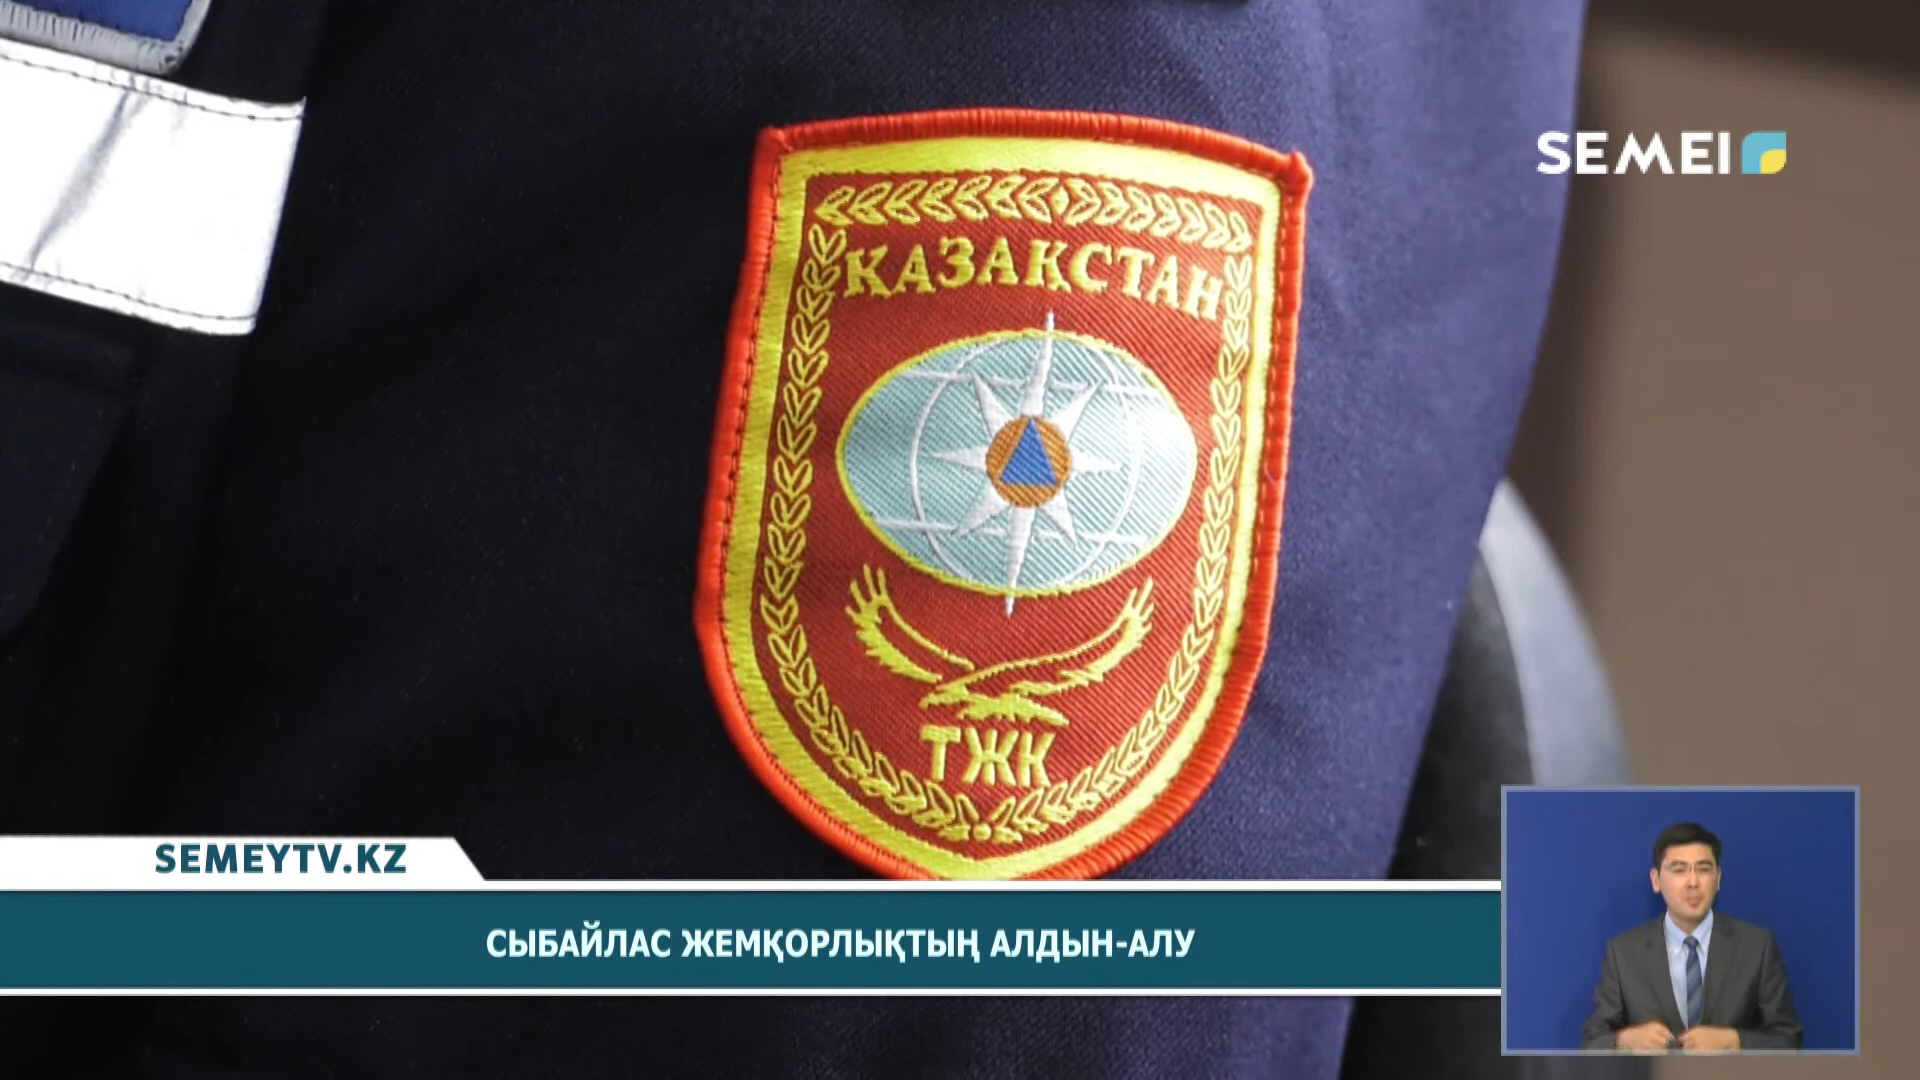 SEMEI
ҚАЗАҚСТАН
ТЖК
SEMEYTV.KZ
СЫБАЙЛАС ЖЕМҚОРЛЫҚТЫҢ АЛДЫН-АЛУ